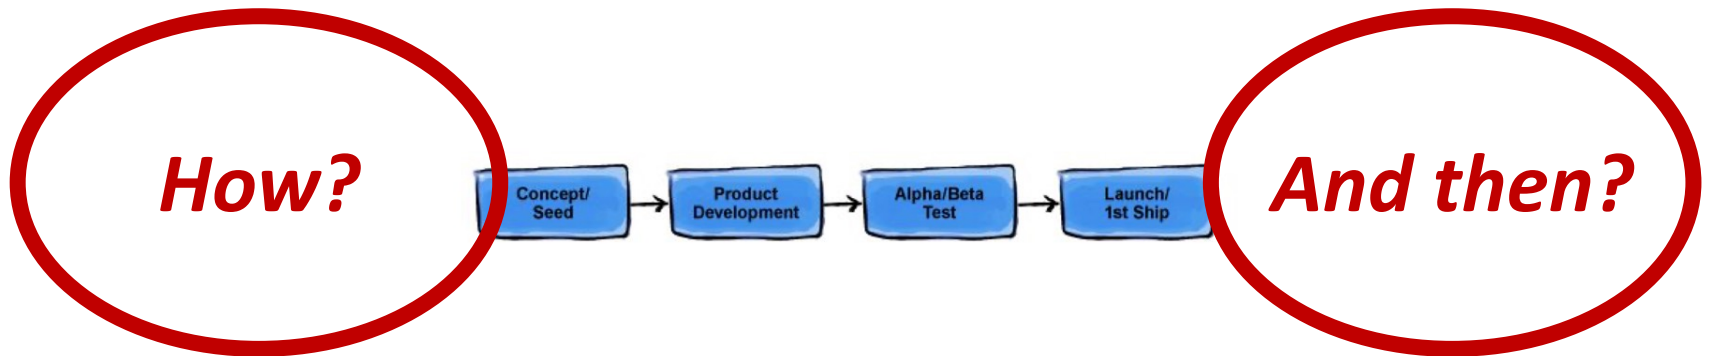 How?
Concept/
Seed
Product
Development
Alpha/Beta
Test
Launch/
1st Ship
And then?